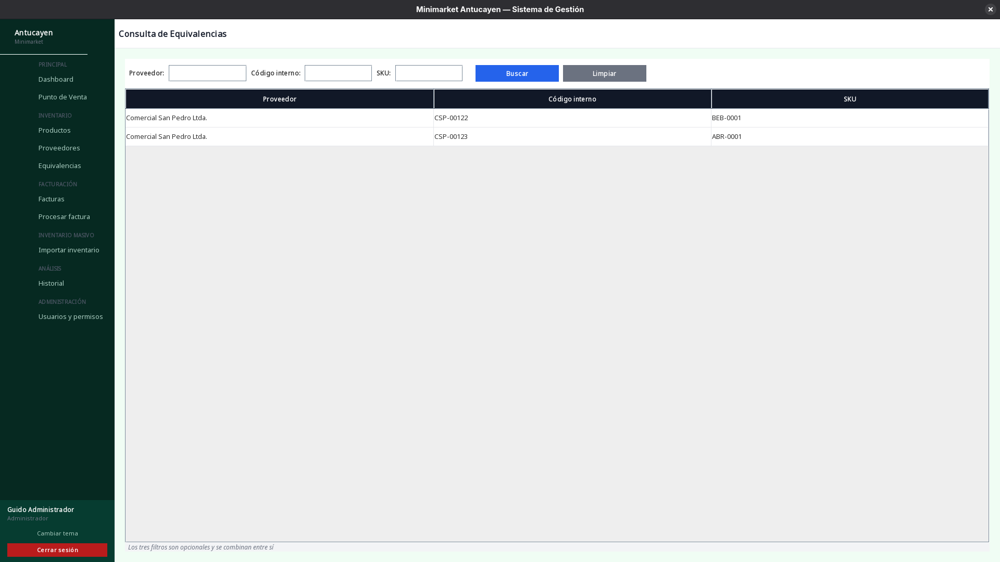 Minimarket Antucayen — Sistema de Gestión
Antucayen
Minimarket
PRINCIPAL
Dashboard
Punto de Venta
INVENTARIO
Productos
Proveedores
Equivalencias
FACTURACIÓN
Facturas
Procesar factura
INVENTARIO MASIVO
Importar inventario
ANÁLISIS
Historial
ADMINISTRACIÓN
Usuarios y permisos
Guido Administrador
Administrador
Cambiar tema
Cerrar sesión
Consulta de Equivalencias
Proveedor: Código interno: SKU: Buscar Limpiar
Proveedor Código interno SKU
Comercial San Pedro Ltda. CSP-00122 BEB-0001
Comercial San Pedro Ltda. CSP-00123 ABR-0001
Los tres filtros son opcionales y se combinan entre sí